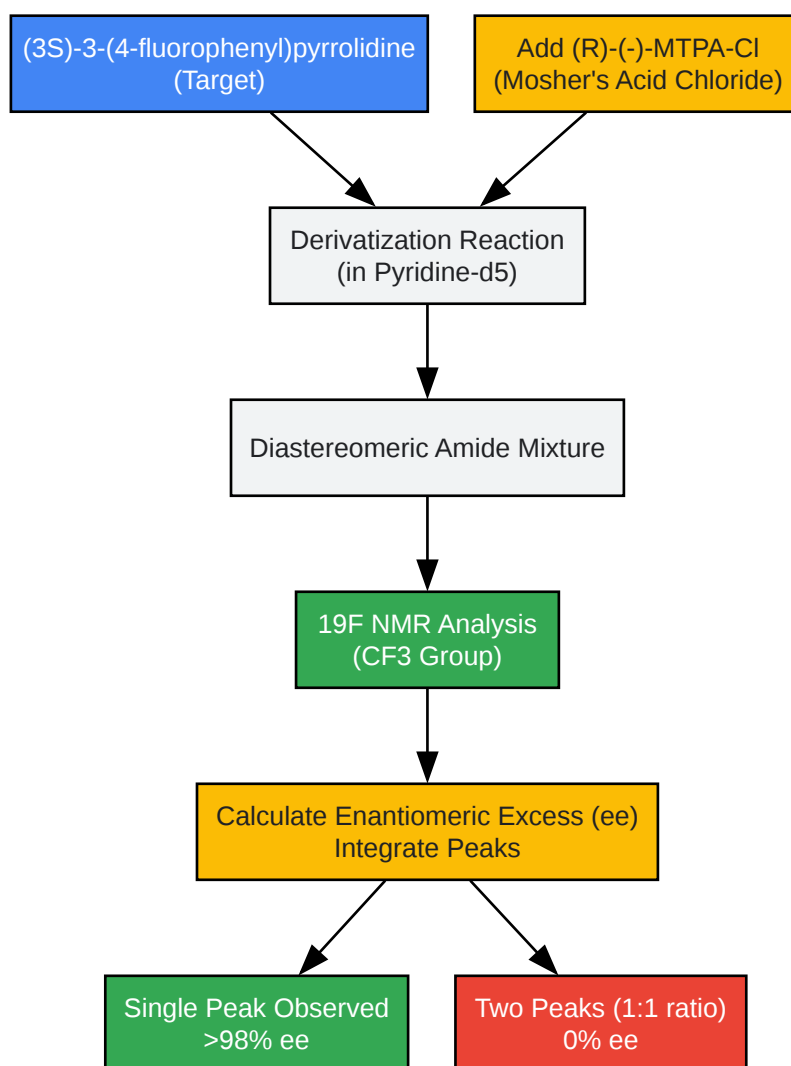 (3S)-3-(4-fluorophenyl)pyrrolidine
(Target)
Add (R)-(-)-MTPA-Cl
(Mosher's Acid Chloride)
Derivatization Reaction
(in Pyridine-d5)
Diastereomeric Amide Mixture
19F NMR Analysis
(CF3 Group)
Calculate Enantiomeric Excess (ee)
Integrate Peaks
Single Peak Observed
>98% ee
Two Peaks (1:1 ratio)
0% ee